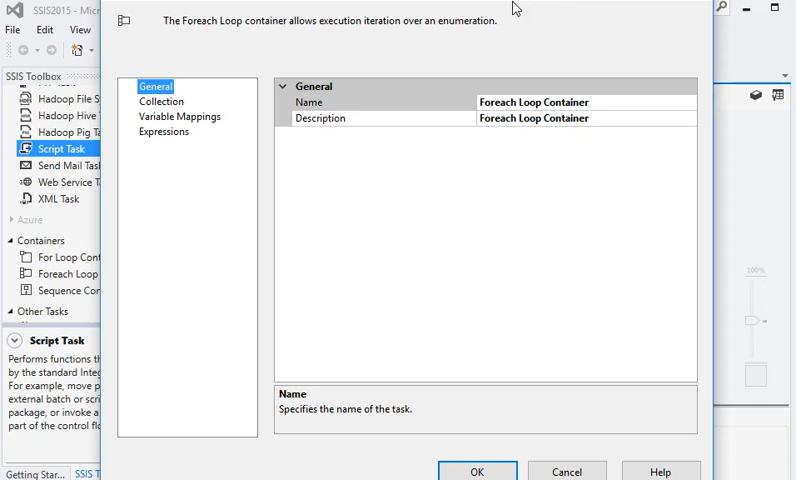 SSIS2015 - Micr
The Foreach Loop container allows execution iteration over an enumeration.
File Edit
SSIS Toolbox
Hadoop File S
Hadoop Hive
Hadoop Pig Ta
Script Task
Send Mail Task
Web Service T
XML Task
Azure
Containers
For Loop Cont
Foreach Loop
Sequence Con
Other Tasks
Script Task
Performs functions th
by the standard Integ
For example, move p
external batch or scri
package, or invoke a
part of the control flo
Getting Star... SSIS T
General
Collection
Variable Mappings
Expressions
General
Name Foreach Loop Container
Description Foreach Loop Container
Name
Specifies the name of the task.
OK Cancel Help
100%